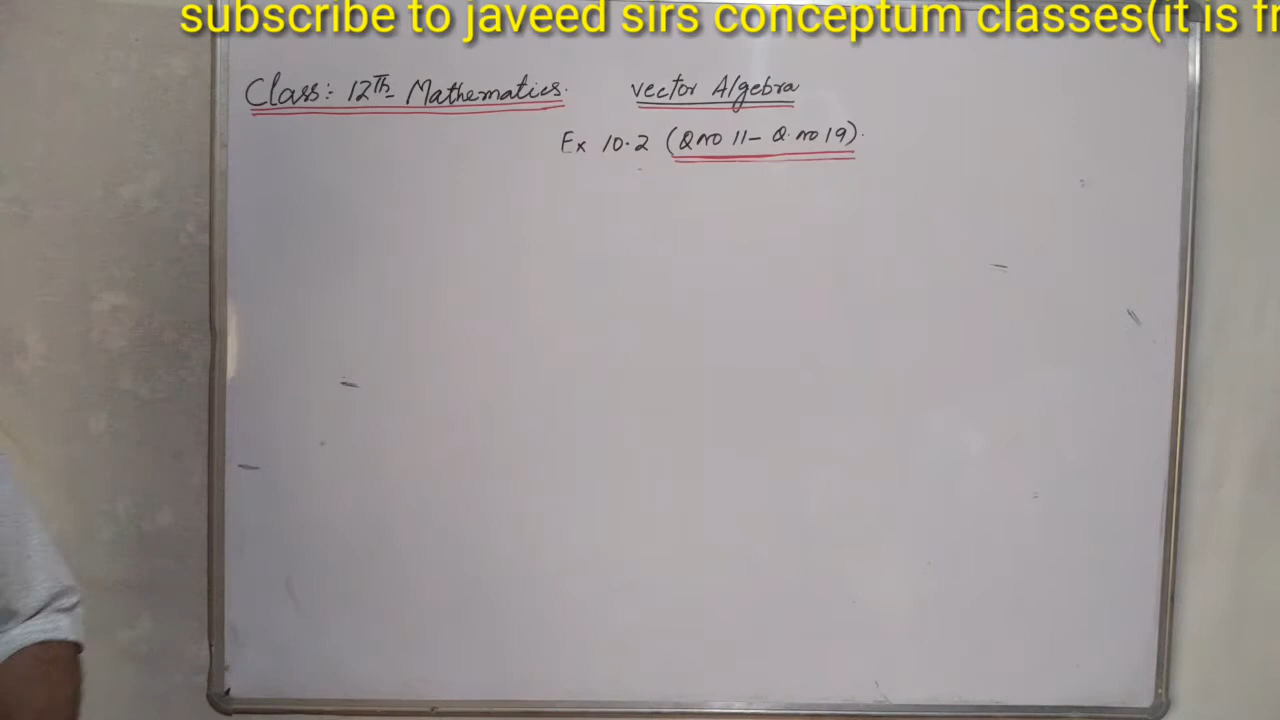 subscribe to javeed sirs conceptum classes(it is fr
Class:- 12Th Mathematics. vector Algebra
Ex 10.2 (Q no 11 - Q. no 19).